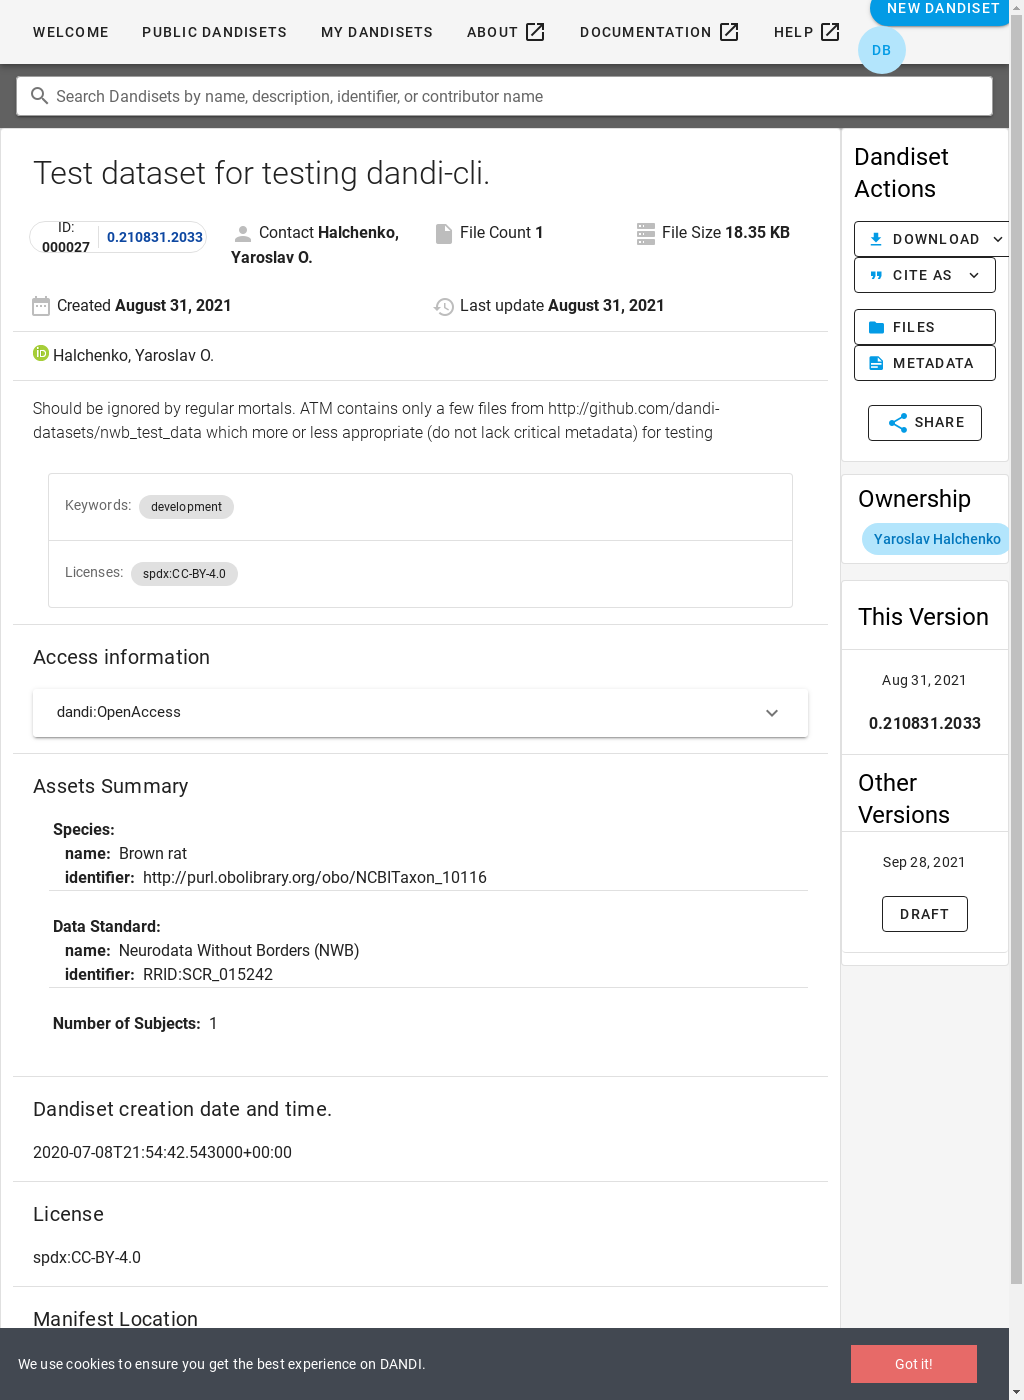 WELCOME PUBLIC DANDISETS MY DANDISETS ABOUT DOCUMENTATION HELP NEW DANDISET
DB
Search Dandisets by name, description, identifier, or contributor name
Test dataset for testing dandi-cli.
ID: 000027 0.210831.2033
Contact Halchenko, Yaroslav O.
File Count 1
File Size 18.35 KB
Created August 31, 2021
Last update August 31, 2021
Halchenko, Yaroslav O.
Should be ignored by regular mortals. ATM contains only a few files from http://github.com/dandi-
datasets/nwb_test_data which more or less appropriate (do not lack critical metadata) for testing
Keywords: development
Licenses: spdx:CC-BY-4.0
Access information
dandi:OpenAccess
Assets Summary
Species:
name: Brown rat
identifier: http://purl.obolibrary.org/obo/NCBITaxon_10116
Data Standard:
name: Neurodata Without Borders (NWB)
identifier: RRID:SCR_015242
Number of Subjects: 1
Dandiset creation date and time.
2020-07-08T21:54:42.543000+00:00
License
spdx:CC-BY-4.0
Manifest Location
Dandiset
Actions
DOWNLOAD
CITE AS
FILES
METADATA
SHARE
Ownership
Yaroslav Halchenko
This Version
Aug 31, 2021
0.210831.2033
Other
Versions
Sep 28, 2021
DRAFT
We use cookies to ensure you get the best experience on DANDI.
Got it!